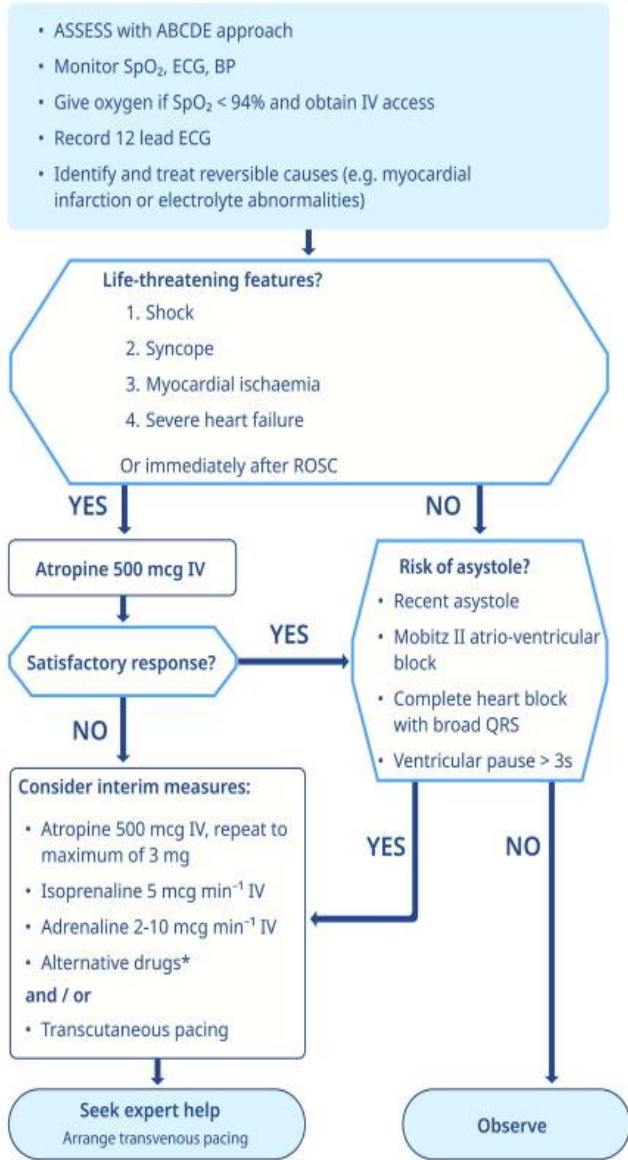 • ASSESS with ABCDE approach
• Monitor SpO₂, ECG, BP
• Give oxygen if SpO₂ < 94% and obtain IV access
• Record 12 lead ECG
• Identify and treat reversible causes (e.g. myocardial
infarction or electrolyte abnormalities)
Life-threatening features?
1. Shock
2. Syncope
3. Myocardial ischaemia
4. Severe heart failure
Or immediately after ROSC
YES
NO
Atropine 500 mcg IV
Satisfactory response?
YES
NO
Risk of asystole?
• Recent asystole
• Mobitz II atrio-ventricular
block
• Complete heart block
with broad QRS
• Ventricular pause > 3s
YES
NO
Consider interim measures:
• Atropine 500 mcg IV, repeat to
maximum of 3 mg
• Isoprenaline 5 mcg min⁻¹ IV
• Adrenaline 2-10 mcg min⁻¹ IV
• Alternative drugs*
and / or
• Transcutaneous pacing
Seek expert help
Arrange transvenous pacing
Observe